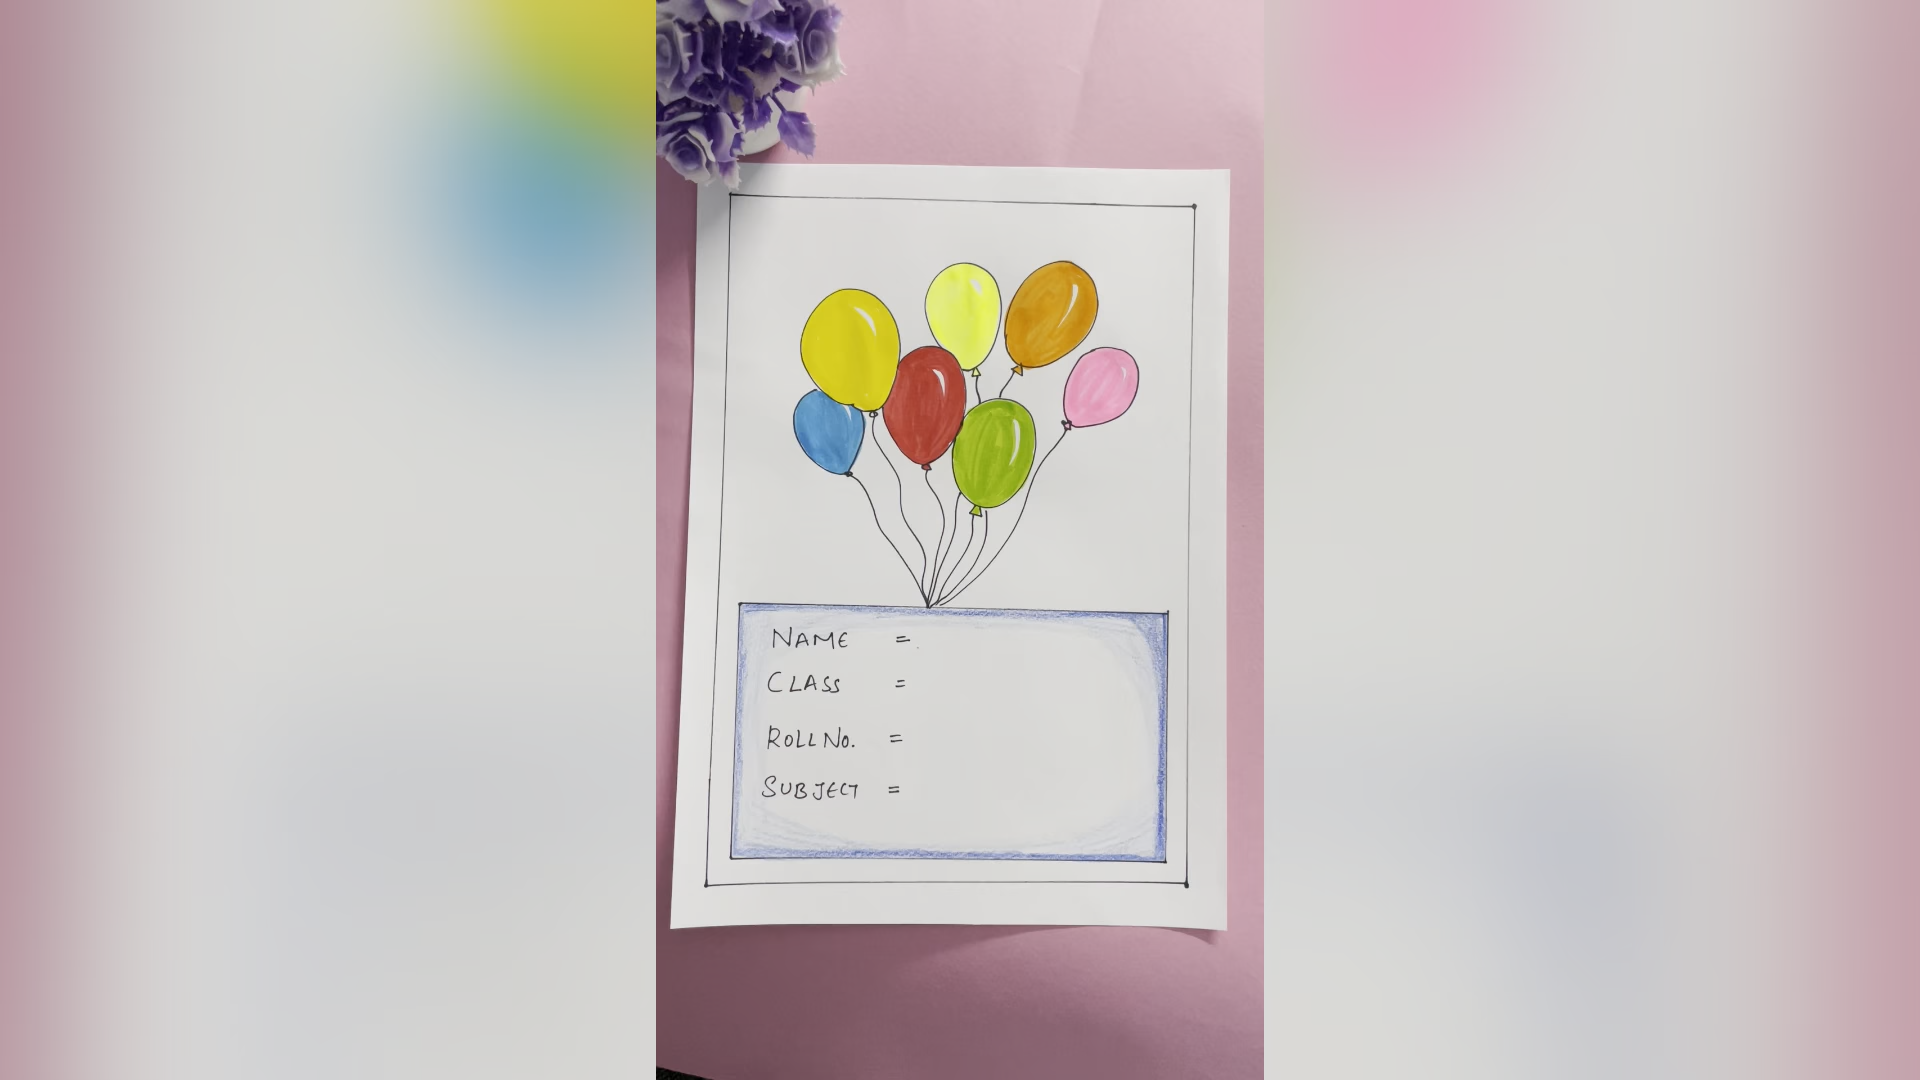 NAME =
CLASS =
ROLL NO. =
SUBJECT =